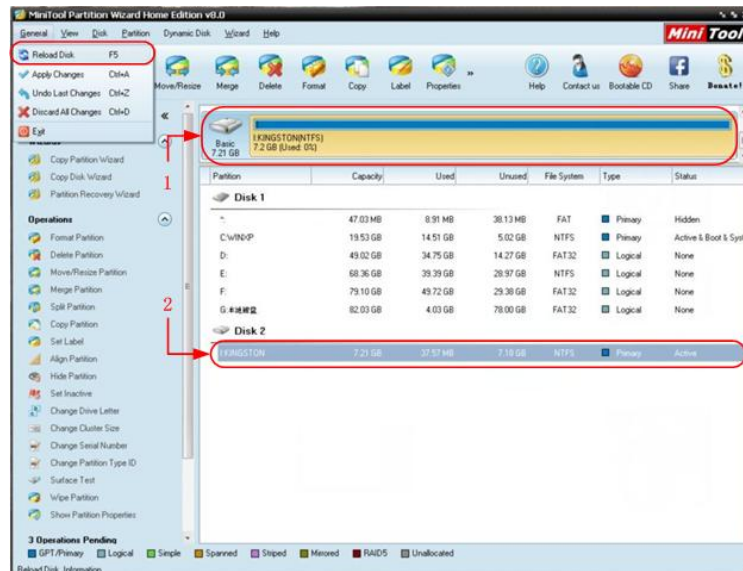 MiniTool Partition Wizard Home Edition v8.0
General View Disk Partition Dynamic Disk Wizard Help
Mini Tool
Reload Disk F5
Apply Changes Ctrl+A
Undo Last Changes Ctrl+Z
Discard All Changes Ctrl+D
Exit
Move/Resize Merge Delete Format Copy Label Properties » Help Contact us Bootable CD Share Donate!
«
Wizards
Copy Partition Wizard
Copy Disk Wizard
Partition Recovery Wizard
Operations
Format Partition
Delete Partition
Move/Resize Partition
Merge Partition
Split Partition
Copy Partition
Set Label
Align Partition
Hide Partition
Set Inactive
Change Drive Letter
Change Cluster Size
Change Serial Number
Change Partition Type ID
Surface Test
Wipe Partition
Show Partition Properties
3 Operations Pending
1
2
Basic
7.21 GB
I:KINGSTON(NTFS)
7.2 GB (Used: 0%)
Partition Capacity Used Unused File System Type Status
Disk 1
*: 47.03 MB 8.91 MB 38.13 MB FAT Primary Hidden
C:WINXP 19.53 GB 14.51 GB 5.02 GB NTFS Primary Active & Boot & Syst
D: 49.02 GB 34.75 GB 14.27 GB FAT32 Logical None
E: 68.36 GB 39.39 GB 28.97 GB NTFS Logical None
F: 79.10 GB 49.72 GB 29.38 GB FAT32 Logical None
G:本地磁盘 82.03 GB 4.03 GB 78.00 GB FAT32 Logical None
Disk 2
I:KINGSTON 7.21 GB 37.57 MB 7.18 GB NTFS Primary Active
GPT/Primary Logical Simple Spanned Striped Mirrored RAID5 Unallocated
Reload Disk Information